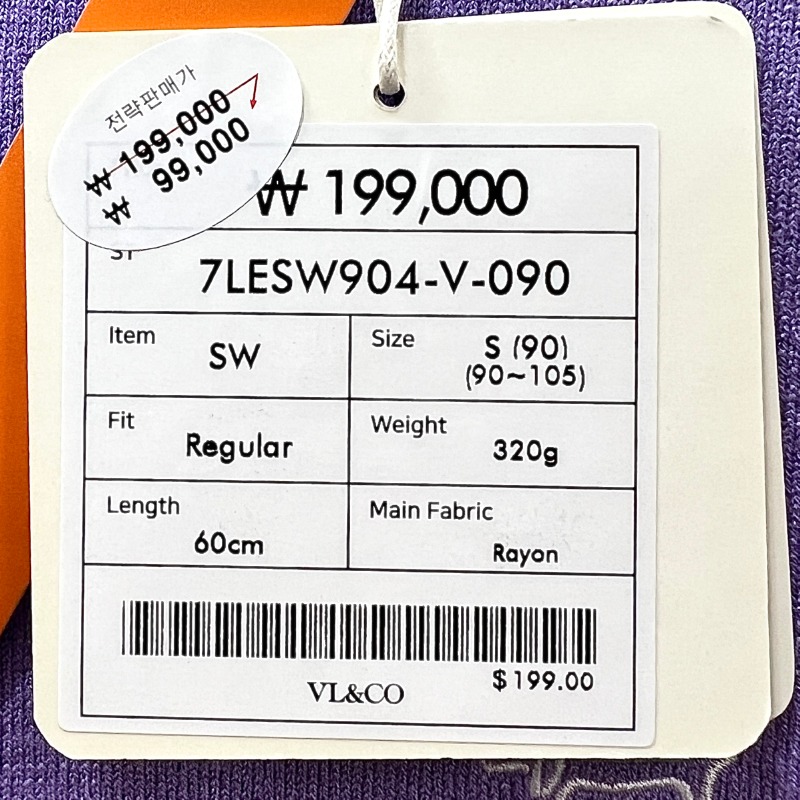 전략판매가
₩ 199,000
₩ 99,000
₩ 199,000
ST
7LESW904-V-090
Item SW
Size S (90)
(90~105)
Fit Regular
Weight 320g
Length 60cm
Main Fabric Rayon
$199.00
VL&CO